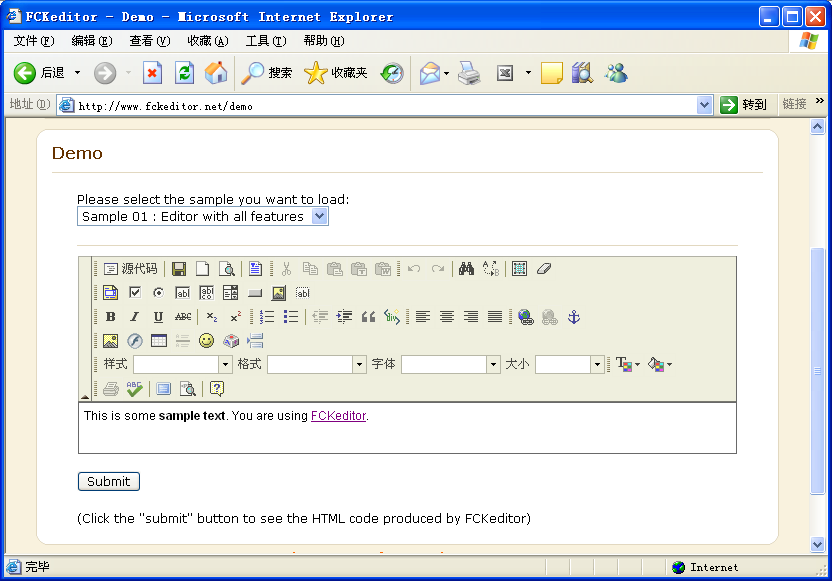 FCKeditor - Demo - Microsoft Internet Explorer
文件(F) 编辑(E) 查看(V) 收藏(A) 工具(T) 帮助(H)
后退 搜索 收藏夹
地址(D) http://www.fckeditor.net/demo 转到 链接 »
Demo
Please select the sample you want to load:
Sample 01 : Editor with all features
源代码
B I U ABC x₂ x²
样式 格式 字体 大小
This is some sample text. You are using FCKeditor.
Submit
(Click the "submit" button to see the HTML code produced by FCKeditor)
完毕 Internet